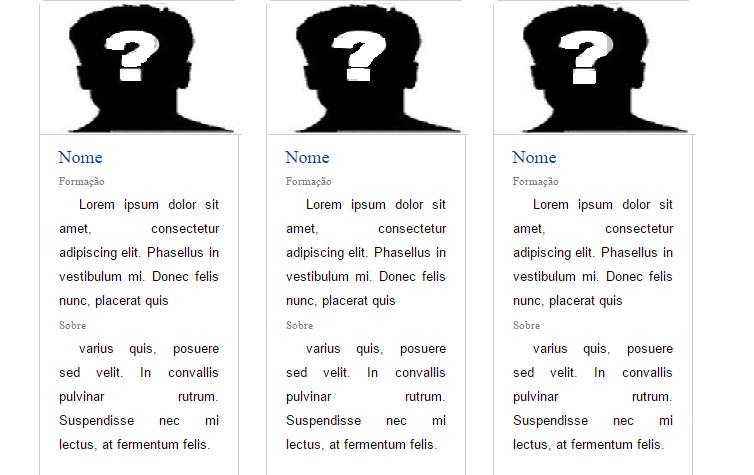 ?
Nome
Formação
Lorem ipsum dolor sit
amet, consectetur
adipiscing elit. Phasellus in
vestibulum mi. Donec felis
nunc, placerat quis
Sobre
varius quis, posuere
sed velit. In convallis
pulvinar rutrum.
Suspendisse nec mi
lectus, at fermentum felis.
?
Nome
Formação
Lorem ipsum dolor sit
amet, consectetur
adipiscing elit. Phasellus in
vestibulum mi. Donec felis
nunc, placerat quis
Sobre
varius quis, posuere
sed velit. In convallis
pulvinar rutrum.
Suspendisse nec mi
lectus, at fermentum felis.
?
Nome
Formação
Lorem ipsum dolor sit
amet, consectetur
adipiscing elit. Phasellus in
vestibulum mi. Donec felis
nunc, placerat quis
Sobre
varius quis, posuere
sed velit. In convallis
pulvinar rutrum.
Suspendisse nec mi
lectus, at fermentum felis.